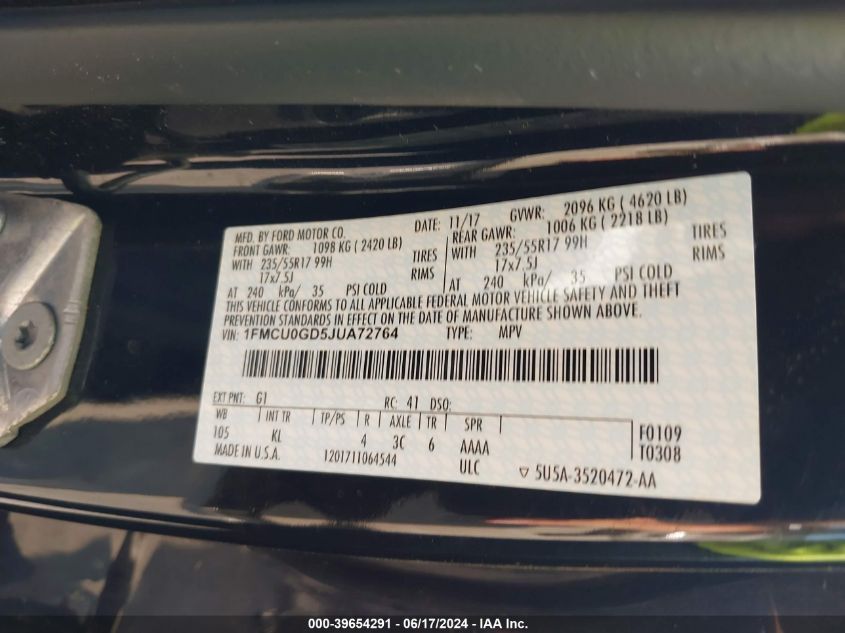 MFD. BY FORD MOTOR CO. DATE: 11/17 GVWR: 2096 KG ( 4620 LB)
FRONT GAWR: 1098 KG ( 2420 LB) REAR GAWR: 1006 KG ( 2218 LB)
WITH 235/55R17 99H TIRES WITH 235/55R17 99H TIRES
17x7.5J RIMS 17x7.5J RIMS
AT 240 kPa/ 35 PSI COLD AT 240 kPa/ 35 PSI COLD
THIS VEHICLE CONFORMS TO ALL APPLICABLE FEDERAL MOTOR VEHICLE SAFETY AND THEFT
PREVENTION STANDARDS IN EFFECT ON THE DATE OF MANUFACTURE SHOWN ABOVE.
VIN: 1FMCU0GD5JUA72764 TYPE: MPV
EXT PNT: G1 RC: 41 DSO:
WB INT TR TP/PS R AXLE TR SPR
105 KL 4 3C 6 AAAA
F0109
T0308
MADE IN U.S.A. 1201711064544 ULC ▽ 5U5A-3520472-AA
000-39654291 - 06/17/2024 - IAA Inc.